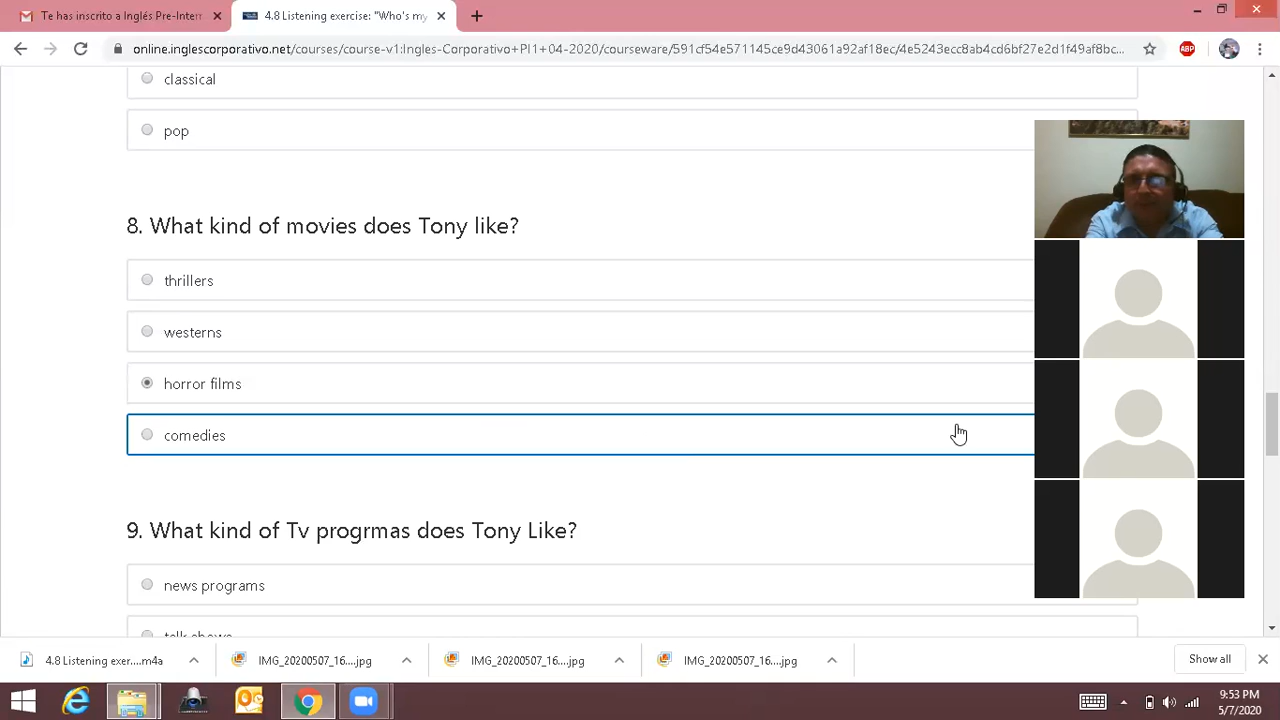 Te has inscrito a Inglés Pre-Interm
4.8 Listening exercise: "Who's my
online.inglescorporativo.net/courses/course-v1:Ingles-Corporativo+PI1+04-2020/courseware/591cf54e571145ce9d43061a92af18ec/4e5243ecc8ab4cd6bf27e2d1f49af8bc...
ABP
classical
pop
8. What kind of movies does Tony like?
thrillers
westerns
horror films
comedies
9. What kind of Tv progrmas does Tony Like?
news programs
talk shows
4.8 Listening exer....m4a
IMG_20200507_16....jpg
IMG_20200507_16....jpg
IMG_20200507_16....jpg
Show all
9:53 PM
5/7/2020